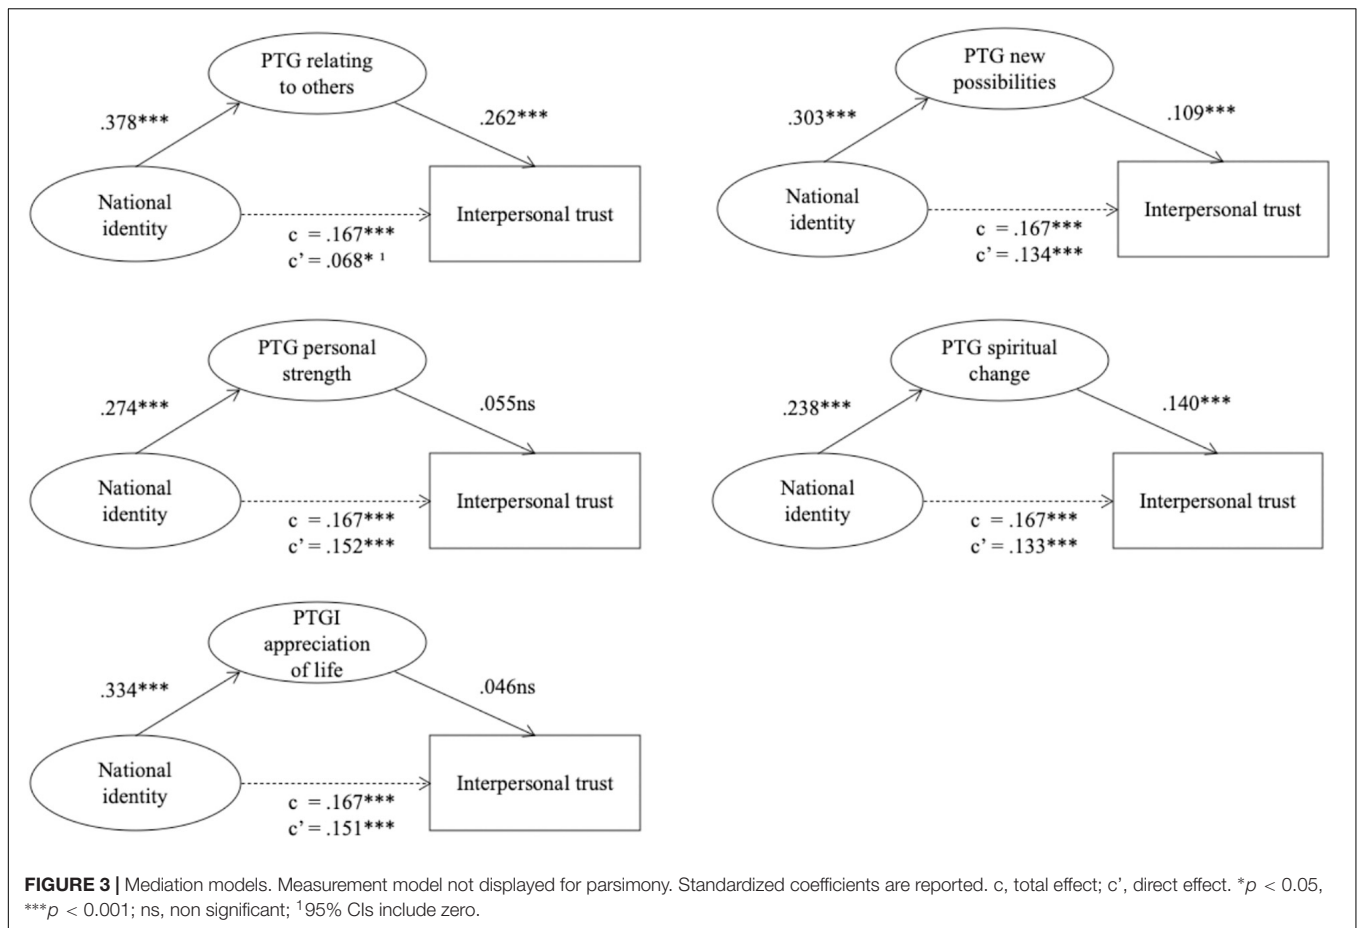 PTG relating
to others
.378***
.262***
National
identity
Interpersonal trust
c = .167***
c’ = .068* ¹
PTG new
possibilities
.303***
.109***
National
identity
Interpersonal trust
c = .167***
c’ = .134***
PTG personal
strength
.274***
.055ns
National
identity
Interpersonal trust
c = .167***
c’ = .152***
PTG spiritual
change
.238***
.140***
National
identity
Interpersonal trust
c = .167***
c’ = .133***
PTGI
appreciation
of life
.334***
.046ns
National
identity
Interpersonal trust
c = .167***
c’ = .151***
FIGURE 3 | Mediation models. Measurement model not displayed for parsimony. Standardized coefficients are reported. c, total effect; c’, direct effect. *p < 0.05,
***p < 0.001; ns, non significant; ¹95% CIs include zero.